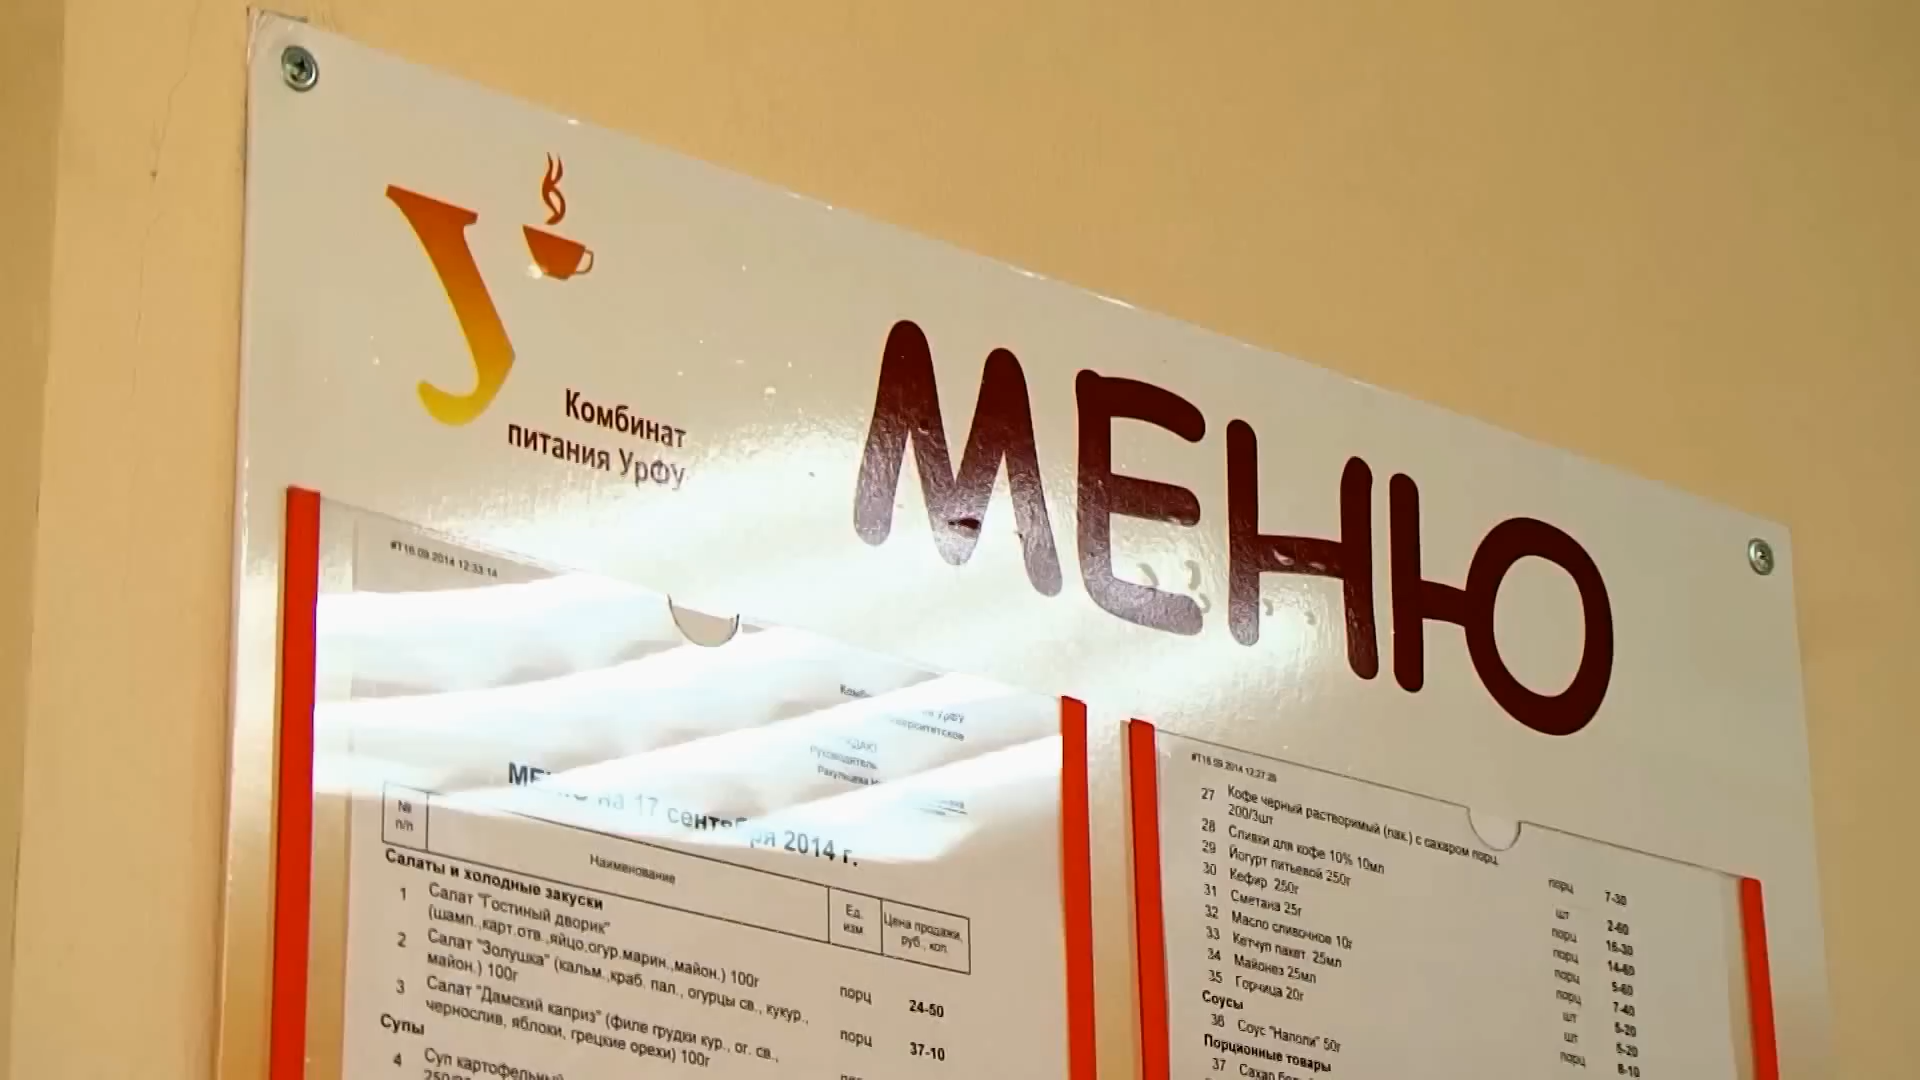 Комбинат
питания УрФУ
МЕНЮ
#T16.09.2014 12:33:14
на 17 сентября 2014 г.
№
п/п
Наименование
Ед.
изм
Цена продажи,
руб., коп.
Салаты и холодные закуски
1 Салат "Гостиный дворик"
(шамп.,карт.отв.,яйцо,огур.марин.,майон.) 100г порц 24-50
2 Салат "Золушка" (кальм.,краб. пал., огурцы св., кукур.,
майон.) 100г порц 37-10
3 Салат "Дамский каприз" (филе грудки кур., ог. св.,
чернослив, яблоки, грецкие орехи) 100г
Супы
4 Суп картофельный
#T16.09.2014 12:27:28
27 Кофе черный растворимый (пак.) с сахаром порц.
200/3шт порц 7-30
28 Сливки для кофе 10% 10мл шт 2-60
29 Йогурт питьевой 250г порц 16-30
30 Кефир 250г порц 14-60
31 Сметана 25г порц 5-60
32 Масло сливочное 10г порц 7-40
33 Кетчуп пакет 25мл шт 5-20
34 Майонез 25мл шт 5-20
35 Горчица 20г порц 8-10
Соусы
36 Соус "Наполи" 50г
Порционные товары
37 Сахар